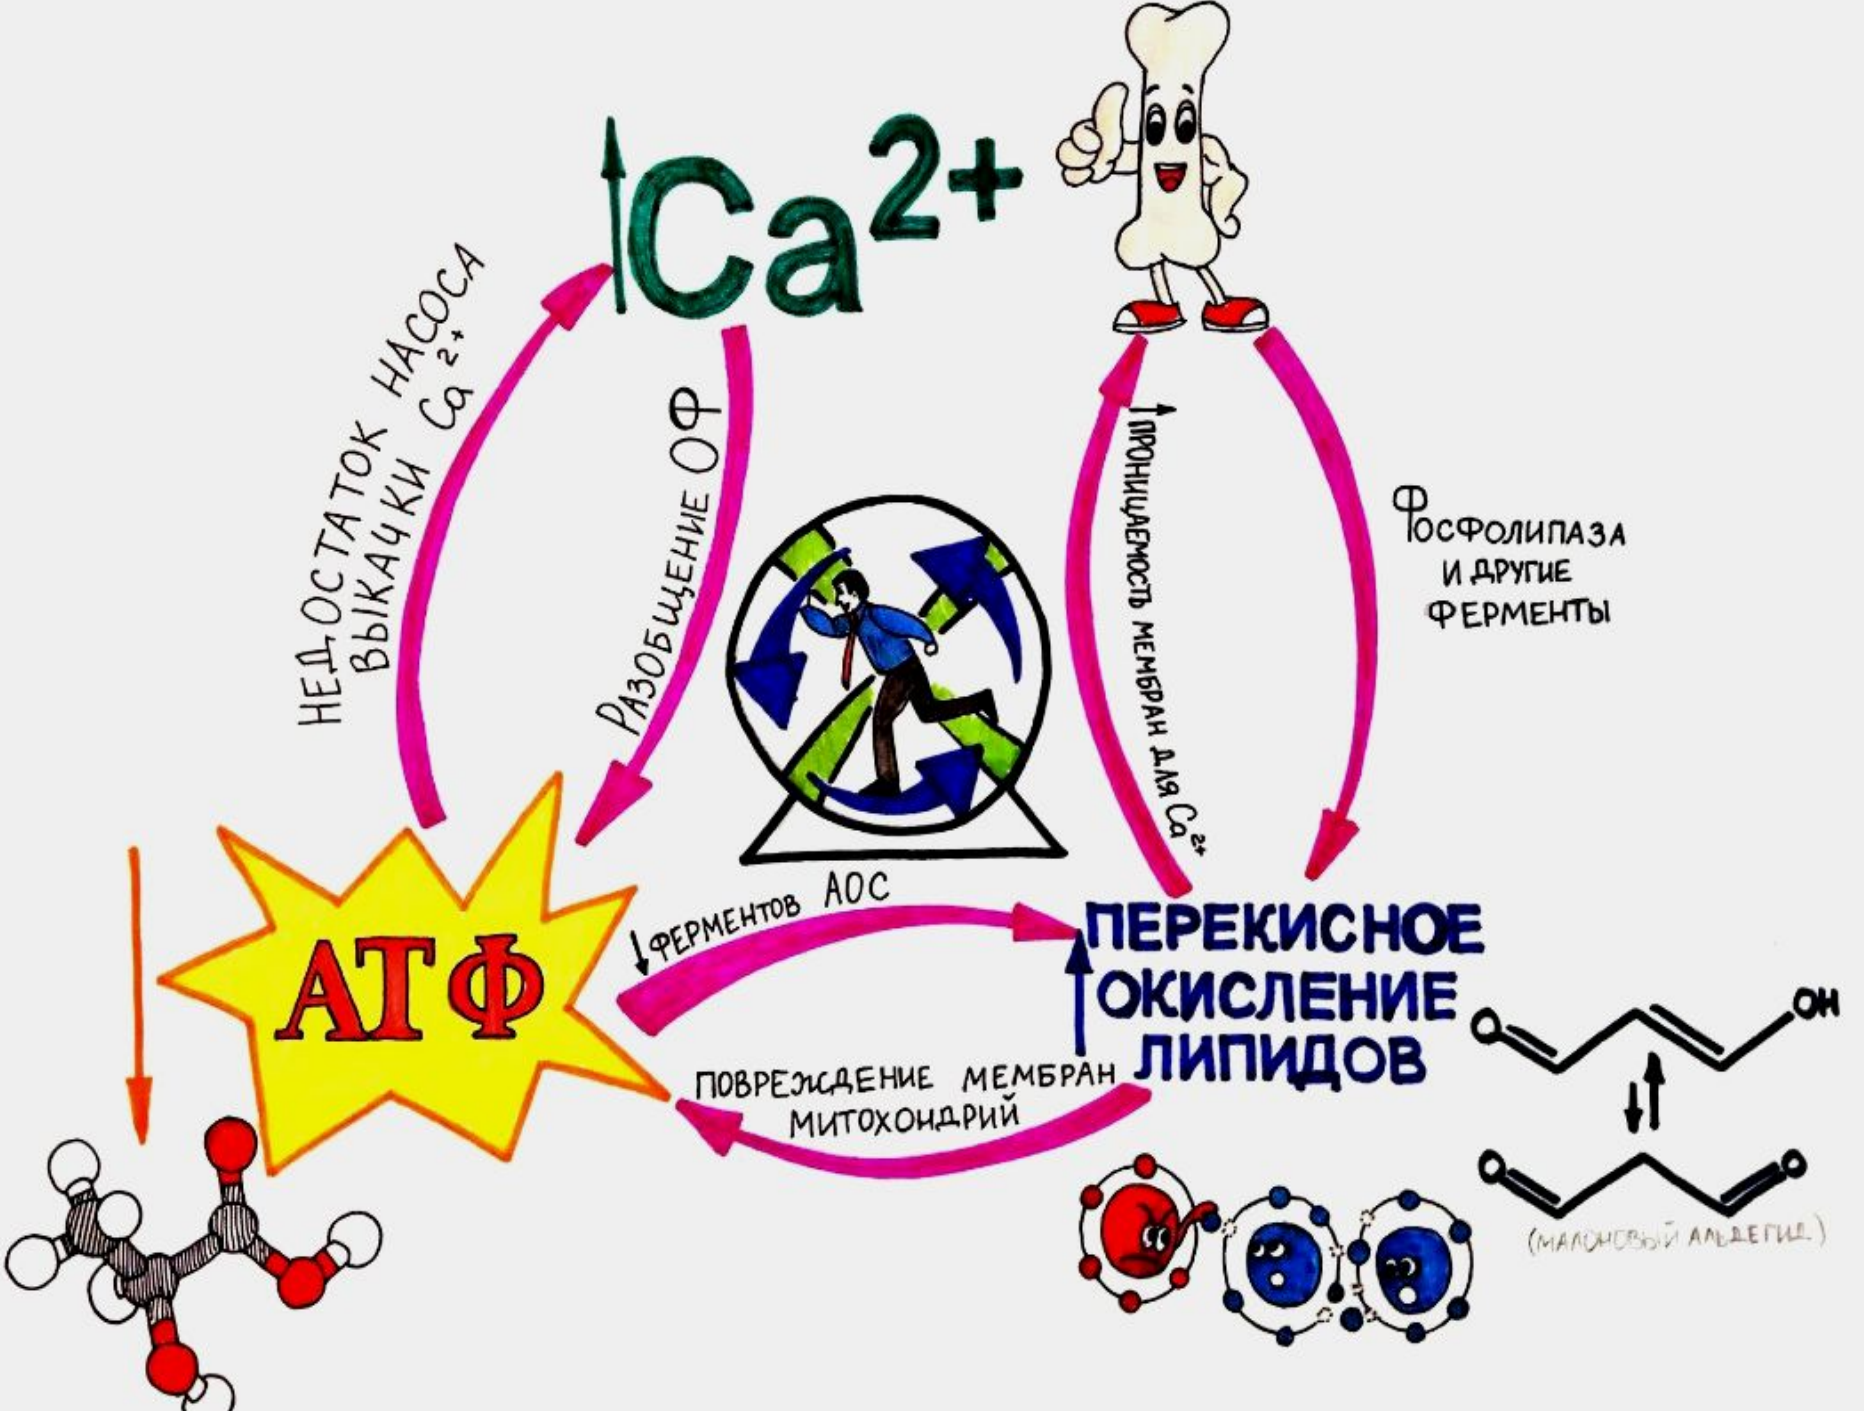 Ca2+
НЕДОСТАТОК НАСОСА
ВЫКАЧКИ Ca2+
РАЗОБЩЕНИЕ ОФ
↑ ПРОНИЦАЕМОСТЬ МЕМБРАН ДЛЯ Ca2+
ФОСФОЛИПАЗА
И ДРУГИЕ
ФЕРМЕНТЫ
АТФ
↓ ФЕРМЕНТОВ АОС
ПЕРЕКИСНОЕ
ОКИСЛЕНИЕ
ЛИПИДОВ
ПОВРЕЖДЕНИЕ МЕМБРАН
МИТОХОНДРИЙ
O
OH
O
O
(МАЛОНОВЫЙ АЛЬДЕГИД)